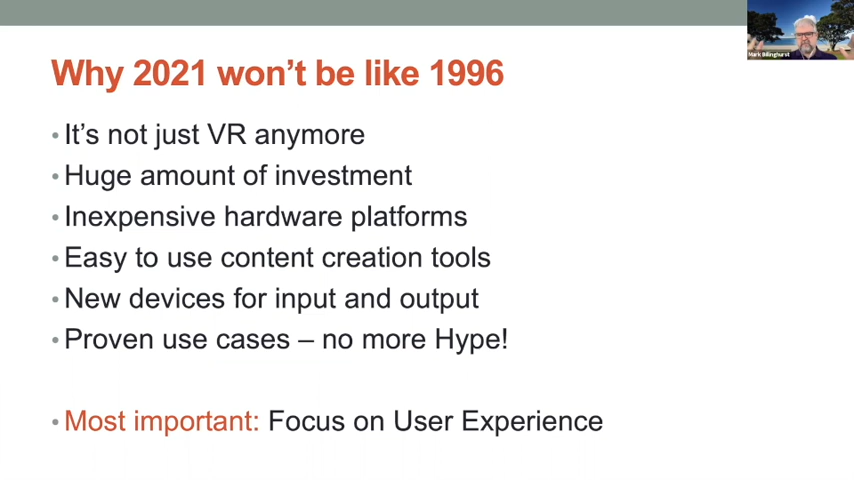 Why 2021 won't be like 1996
Mark Billinghurst
• It's not just VR anymore
• Huge amount of investment
• Inexpensive hardware platforms
• Easy to use content creation tools
• New devices for input and output
• Proven use cases – no more Hype!
• Most important: Focus on User Experience